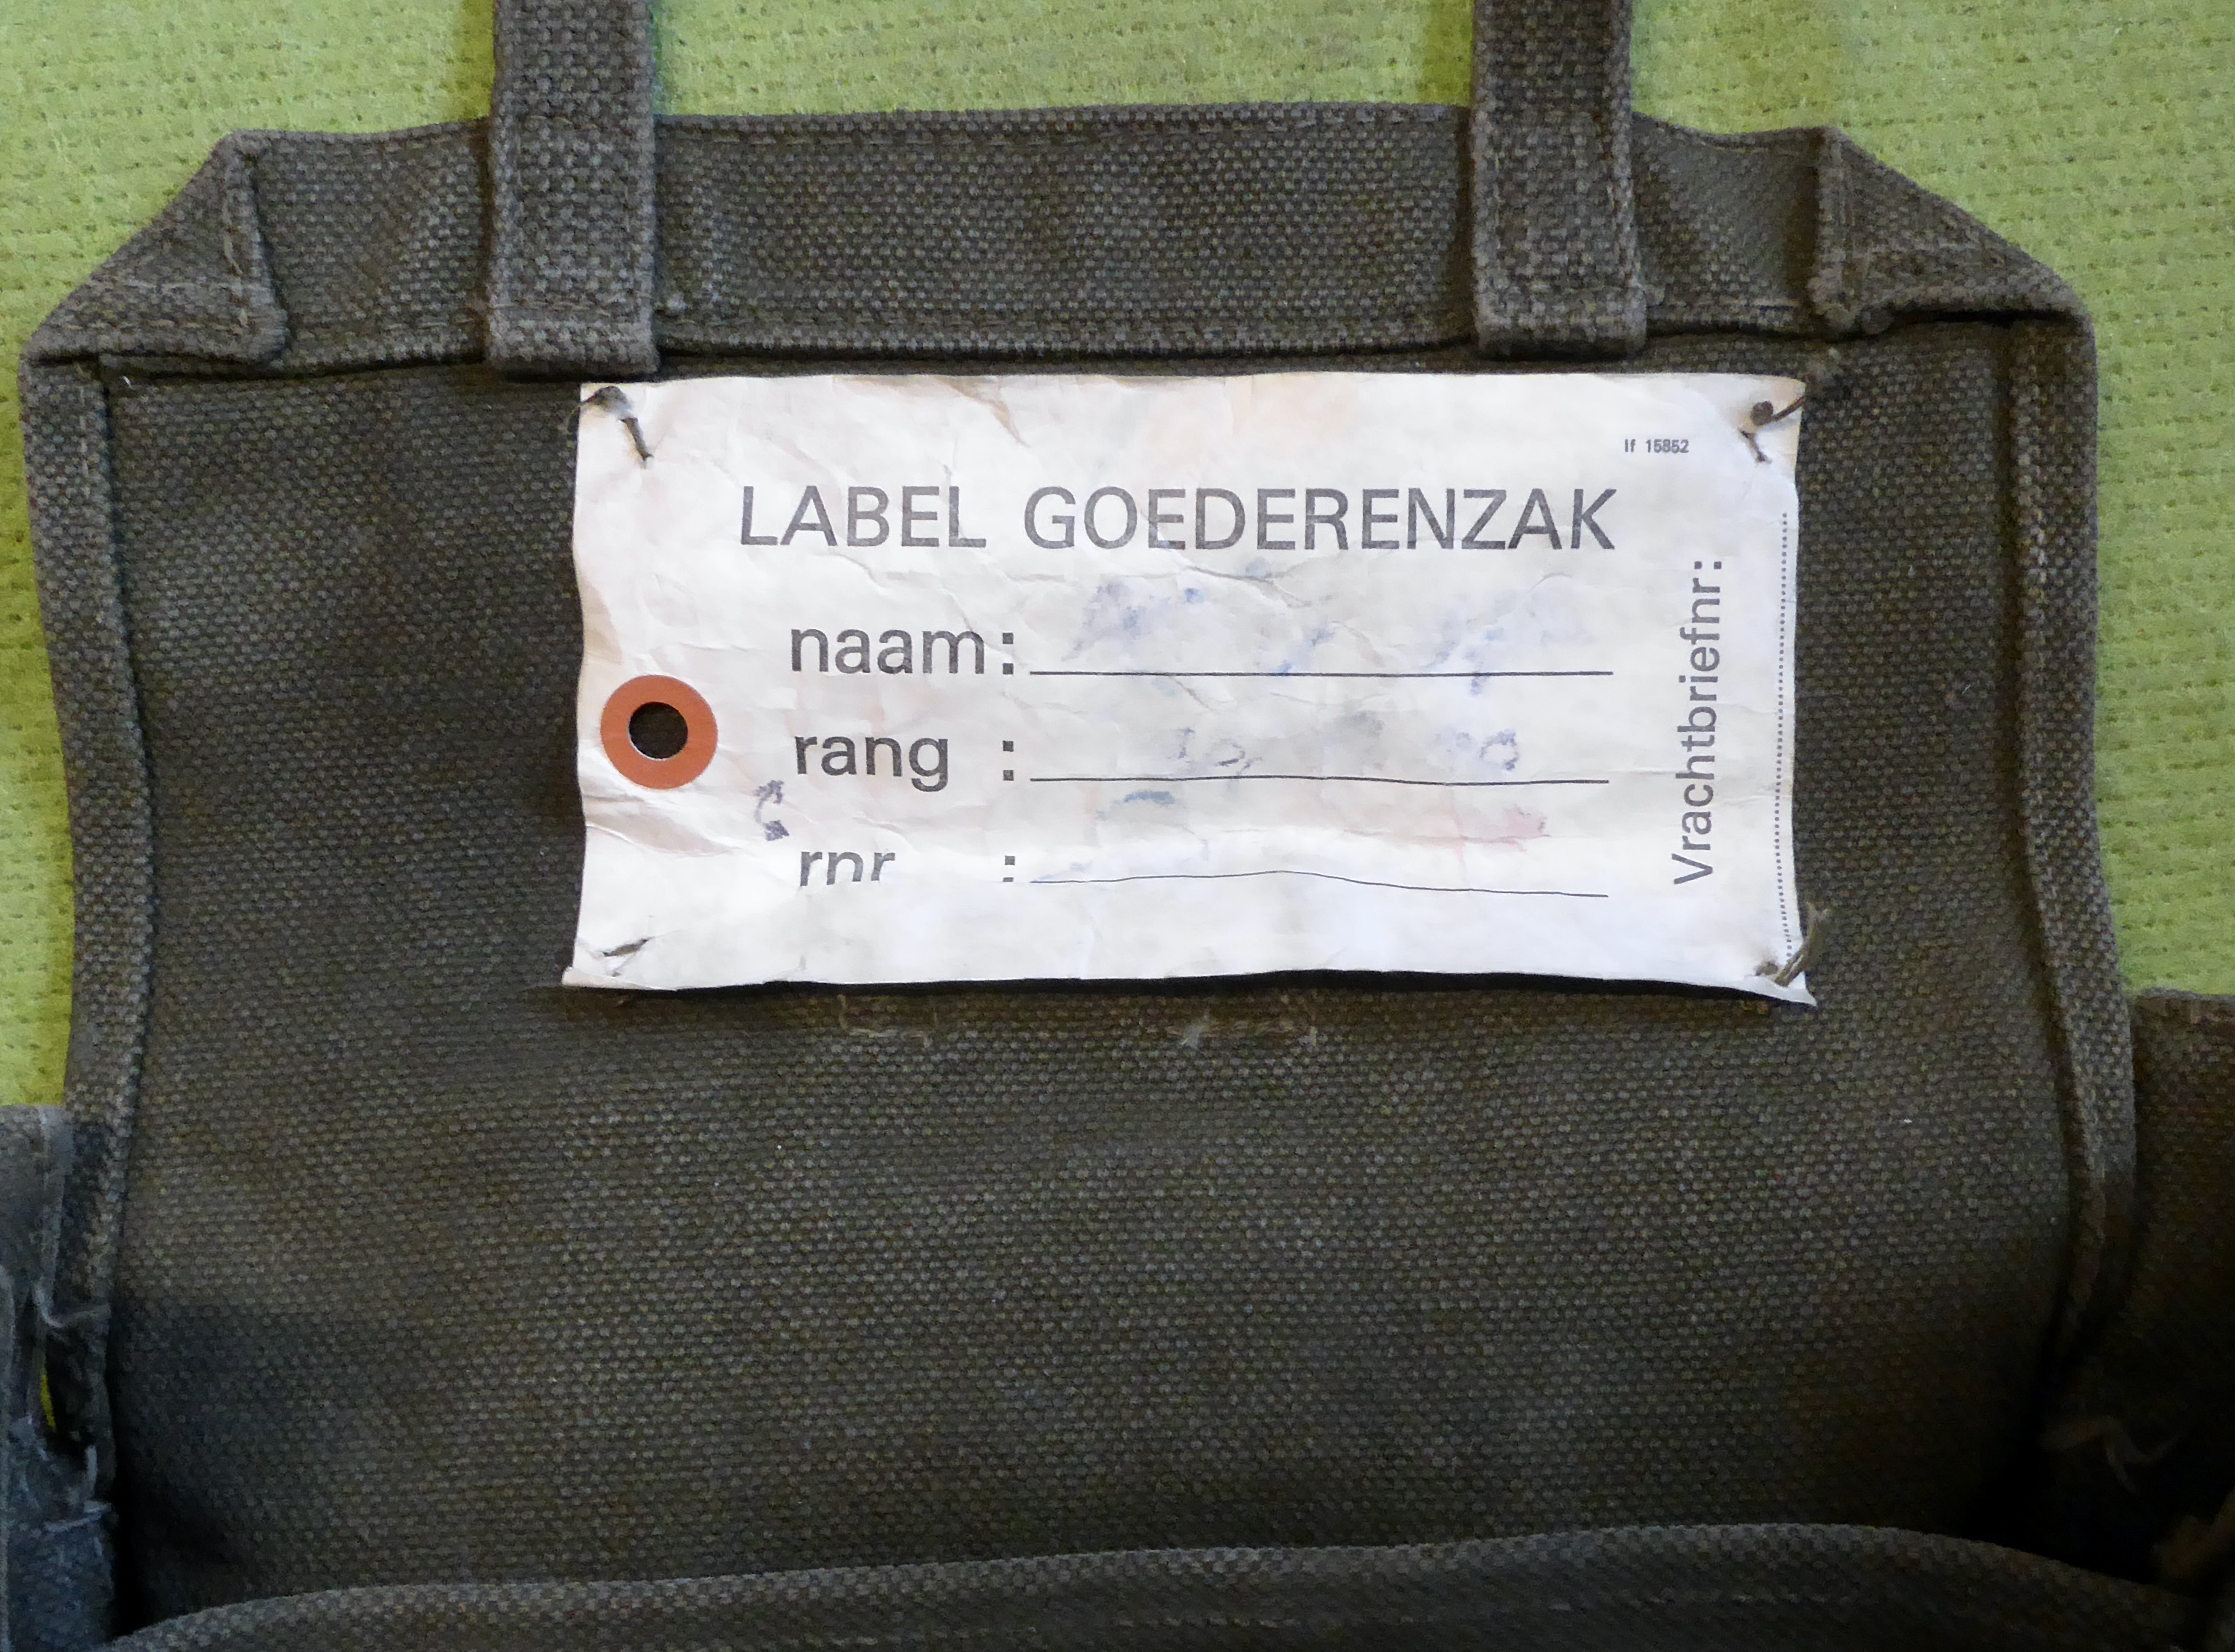 lf 15852
LABEL GOEDERENZAK
naam:
rang :
rnr :
Vrachtbriefnr: